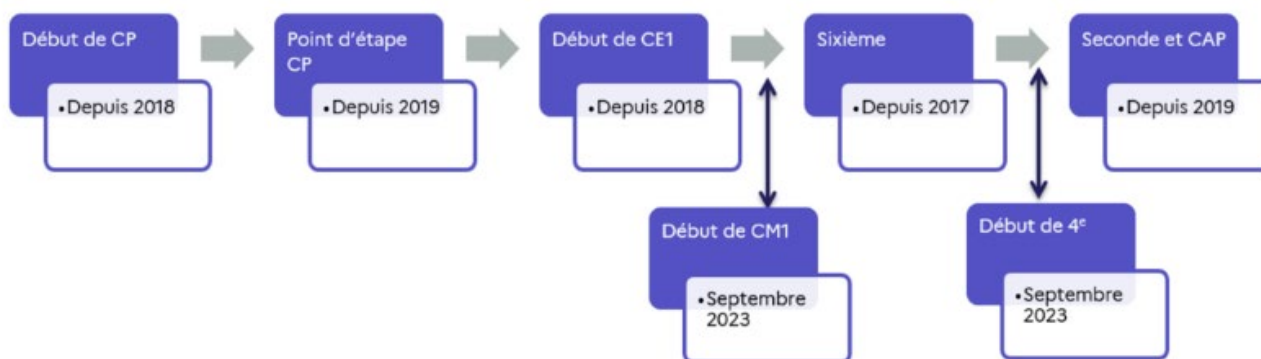 Début de CP
•Depuis 2018
Point d'étape
CP
•Depuis 2019
Début de CE1
•Depuis 2018
Sixième
•Depuis 2017
Seconde et CAP
•Depuis 2019
Début de CM1
•Septembre
2023
Début de 4ᵉ
•Septembre
2023